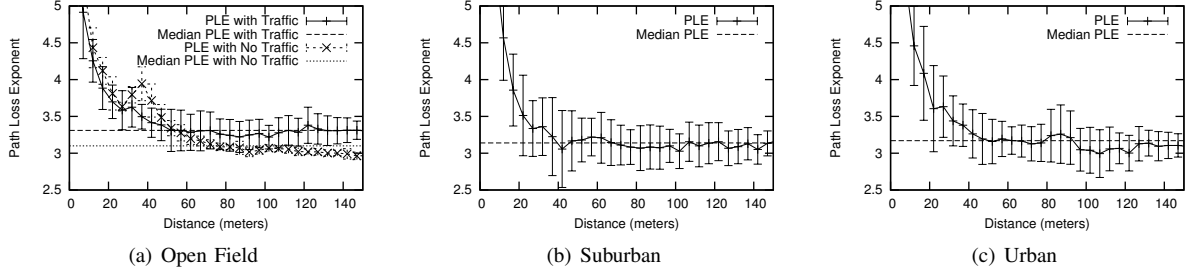 Path Loss Exponent
5
4.5
4
3.5
3
2.5
0 20 40 60 80 100 120 140
Distance (meters)
PLE with Traffic
Median PLE with Traffic
PLE with No Traffic
Median PLE with No Traffic
(a) Open Field
Path Loss Exponent
5
4.5
4
3.5
3
2.5
0 20 40 60 80 100 120 140
Distance (meters)
PLE
Median PLE
(b) Suburban
Path Loss Exponent
5
4.5
4
3.5
3
2.5
0 20 40 60 80 100 120 140
Distance (meters)
PLE
Median PLE
(c) Urban